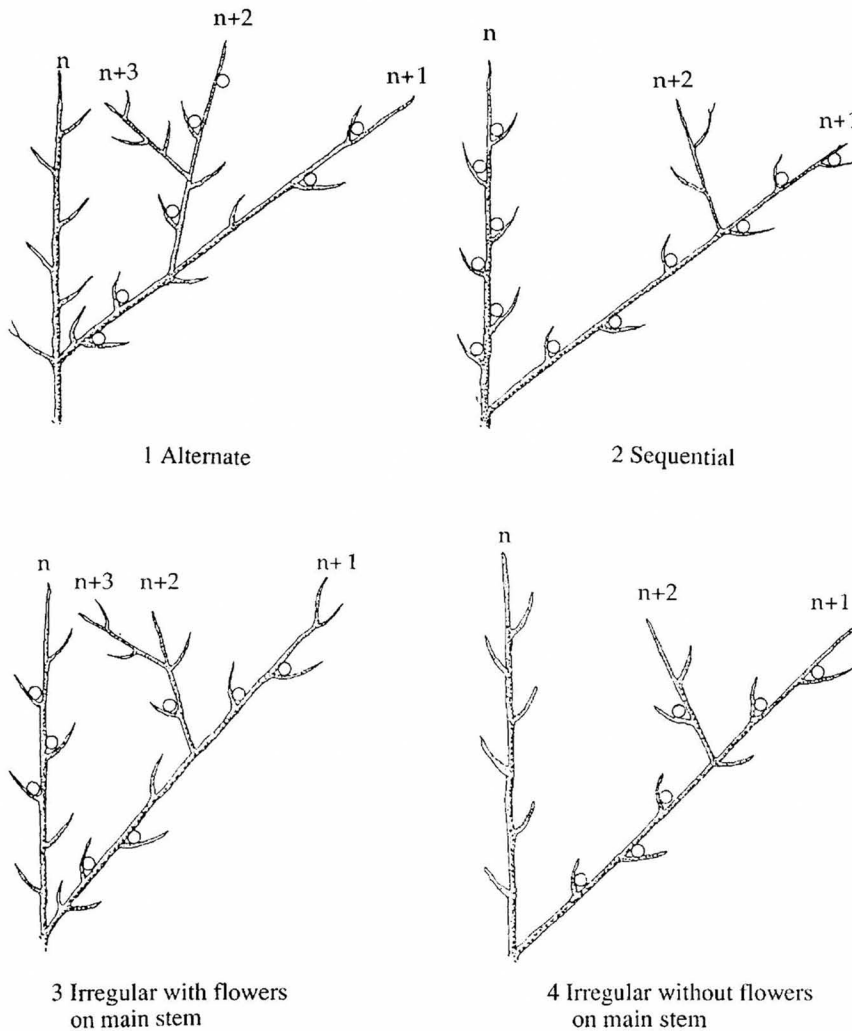 n+2
n
n+3
n+1
n
n+2
n+1
1 Alternate
2 Sequential
n
n+3
n+2
n+1
n
n+2
n+1
3 Irregular with flowers
on main stem
4 Irregular without flowers
on main stem